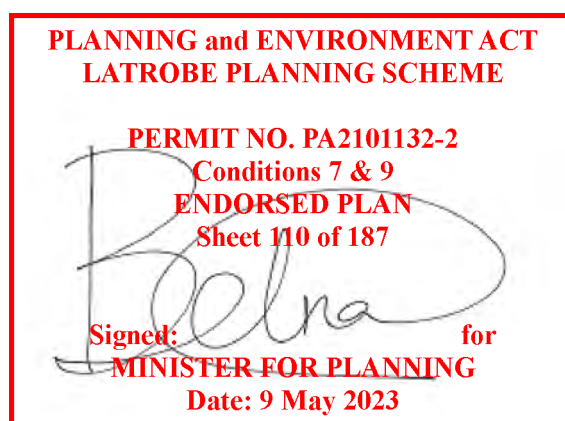 PLANNING and ENVIRONMENT ACT
LATROBE PLANNING SCHEME
PERMIT NO. PA2101132-2
Conditions 7 & 9
ENDORSED PLAN
Sheet 110 of 187
Signed: for
MINISTER FOR PLANNING
Date: 9 May 2023